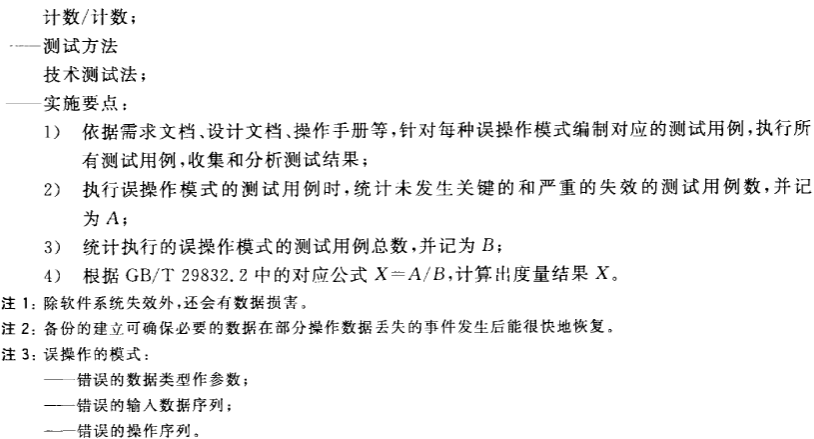 计数/计数；
——测试方法
技术测试法；
——实施要点：
1） 依据需求文档、设计文档、操作手册等，针对每种误操作模式编制对应的测试用例，执行所
有测试用例，收集和分析测试结果；
2） 执行误操作模式的测试用例时，统计未发生关键的和严重的失效的测试用例数，并记
为 A；
3） 统计执行的误操作模式的测试用例总数，并记为 B；
4） 根据 GB/T 29832.2 中的对应公式 X=A/B，计算出度量结果 X。
注 1：除软件系统失效外，还会有数据损害。
注 2：备份的建立可确保必要的数据在部分操作数据丢失的事件发生后能很快地恢复。
注 3：误操作的模式：
——错误的数据类型作参数；
——错误的输入数据序列；
——错误的操作序列。